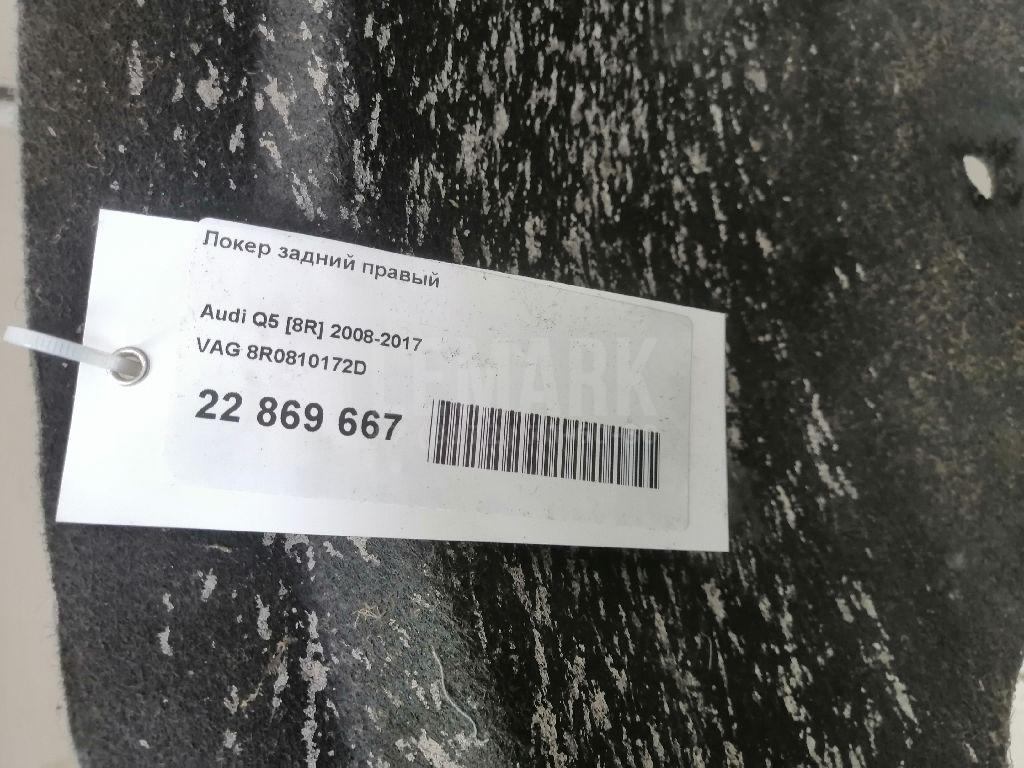 Локер задний правый
Audi Q5 [8R] 2008-2017
VAG 8R0810172D
22 869 667